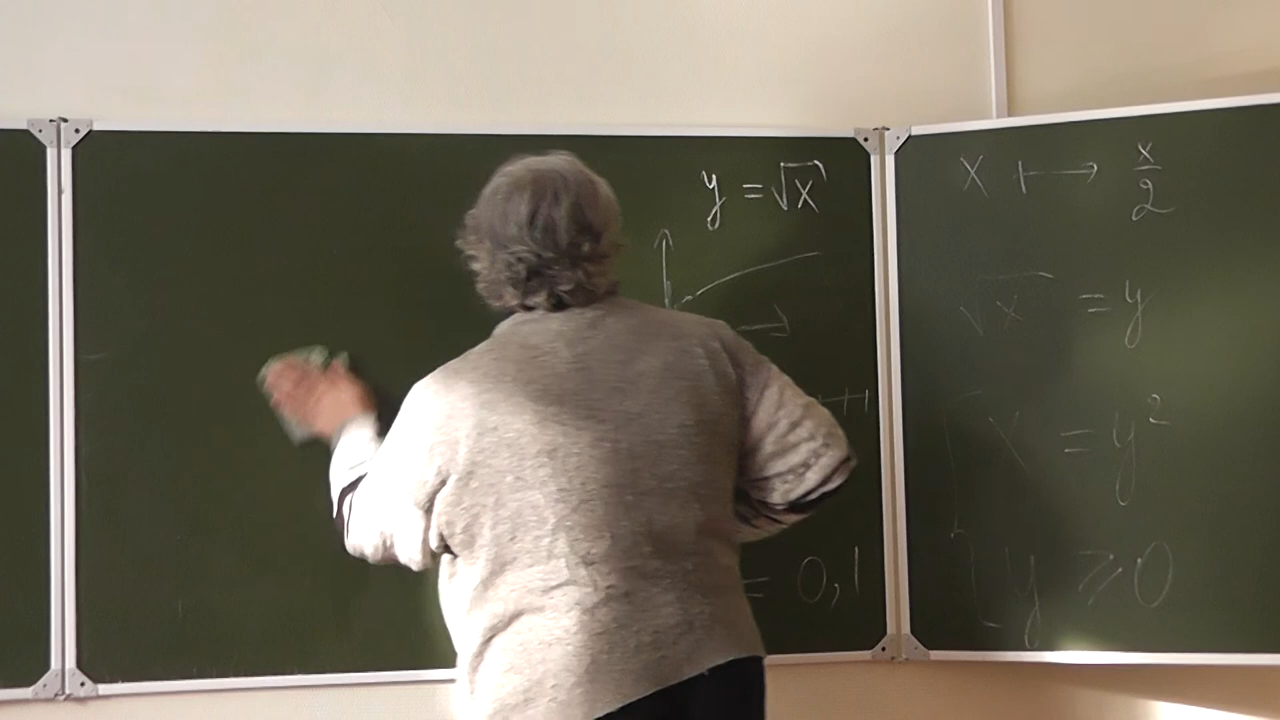 y = √x
= 0,1
x ↦ x/2
√x = y
{ x = y²
y ⩾ 0